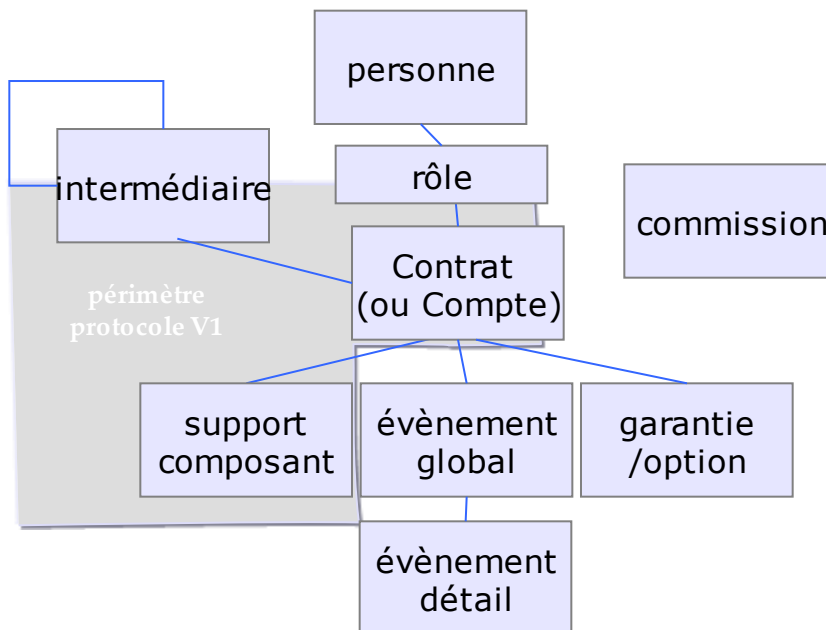 personne
intermédiaire
rôle
commission
Contrat
(ou Compte)
périmètre
protocole V1
support
composant
évènement
global
garantie
/option
évènement
détail